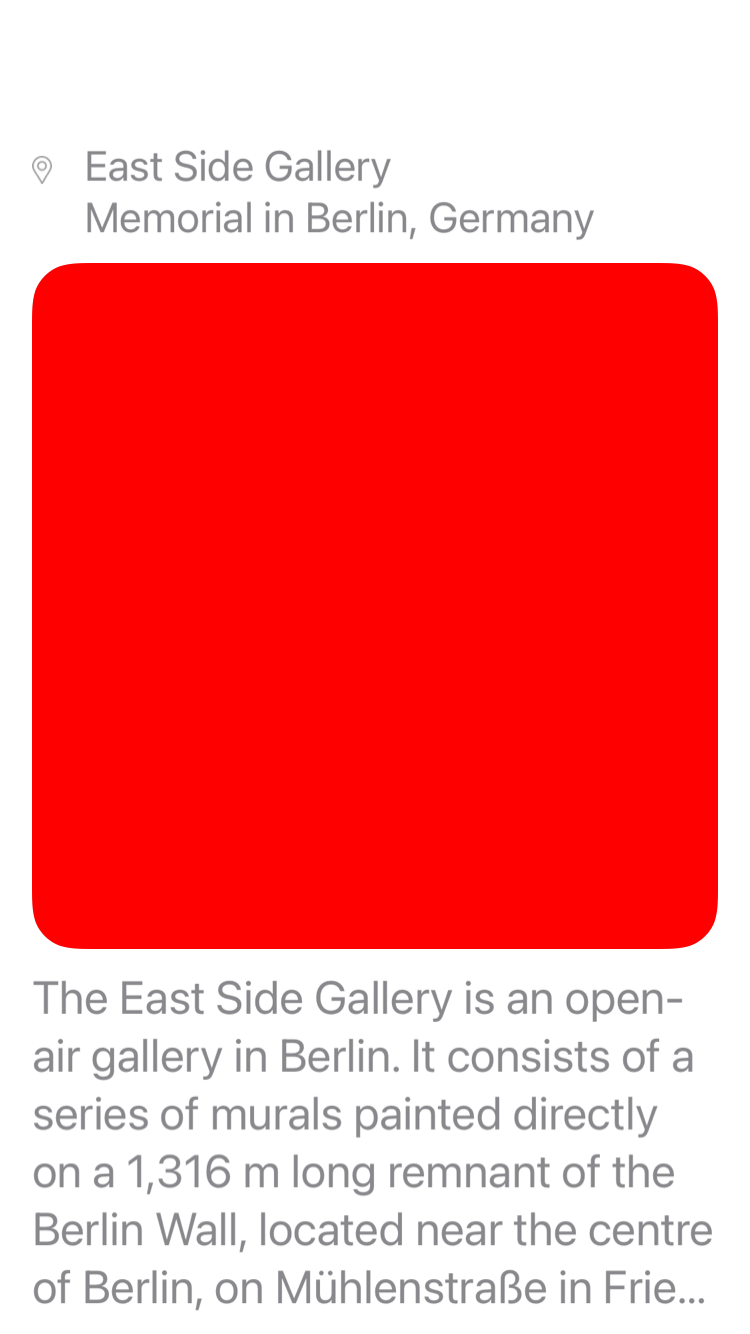 East Side Gallery
Memorial in Berlin, Germany
The East Side Gallery is an open-
air gallery in Berlin. It consists of a
series of murals painted directly
on a 1,316 m long remnant of the
Berlin Wall, located near the centre
of Berlin, on Mühlenstraße in Frie...